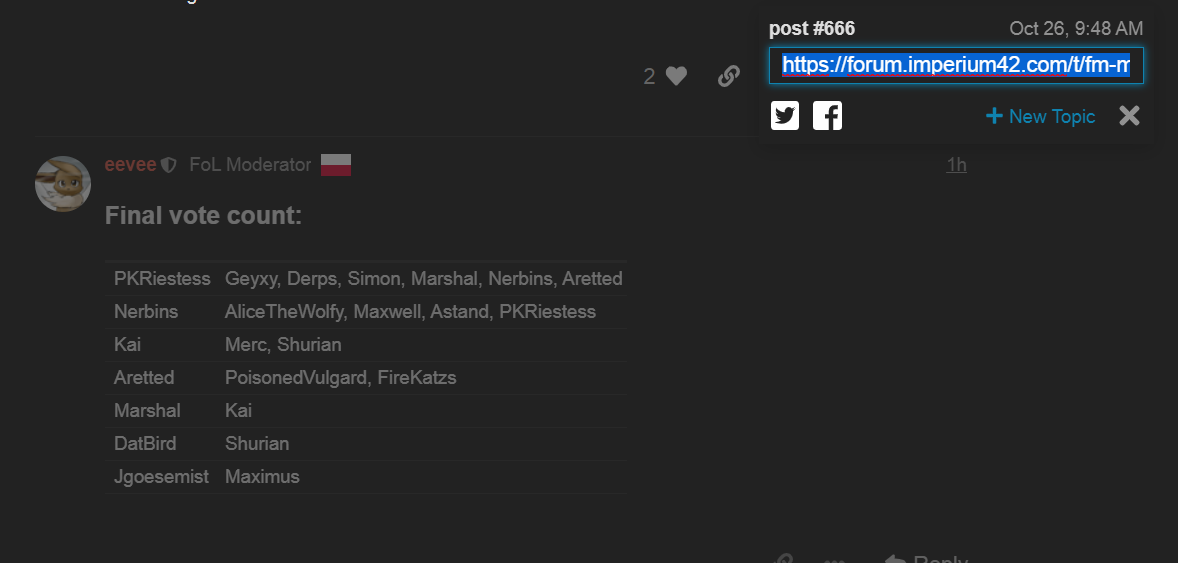 post #666 Oct 26, 9:48 AM
https://forum.imperium42.com/t/fm-m
2
+ New Topic
eevee FoL Moderator 1h
Final vote count:
PKRiestess Geyxy, Derps, Simon, Marshal, Nerbins, Aretted
Nerbins AliceTheWolfy, Maxwell, Astand, PKRiestess
Kai Merc, Shurian
Aretted PoisonedVulgard, FireKatzs
Marshal Kai
DatBird Shurian
Jgoesemist Maximus
Reply